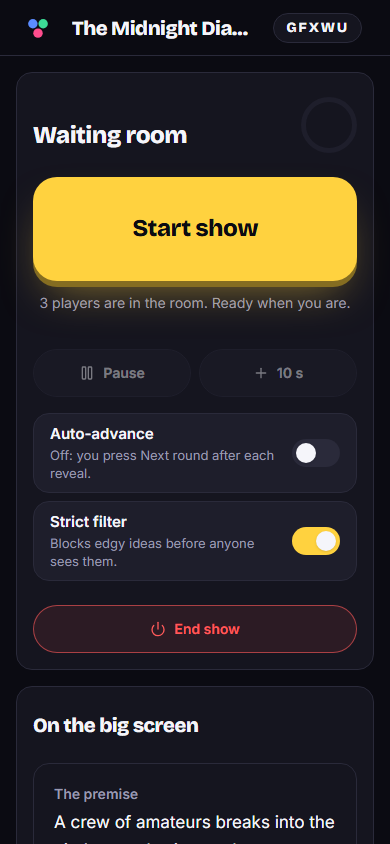 The Midnight Dia...
GFXWU
Waiting room
Start show
3 players are in the room. Ready when you are.
Pause
10 s
Auto-advance
Off: you press Next round after each
reveal.
Strict filter
Blocks edgy ideas before anyone
sees them.
End show
On the big screen
The premise
A crew of amateurs breaks into the